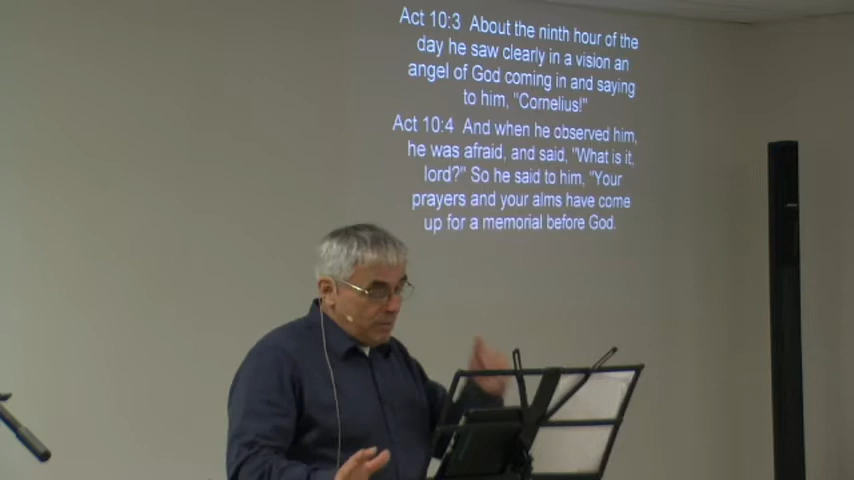 Act 10:3 About the ninth hour of the
day he saw clearly in a vision an
angel of God coming in and saying
to him, "Cornelius!"
Act 10:4 And when he observed him,
he was afraid, and said, "What is it,
lord?" So he said to him, "Your
prayers and your alms have come
up for a memorial before God.